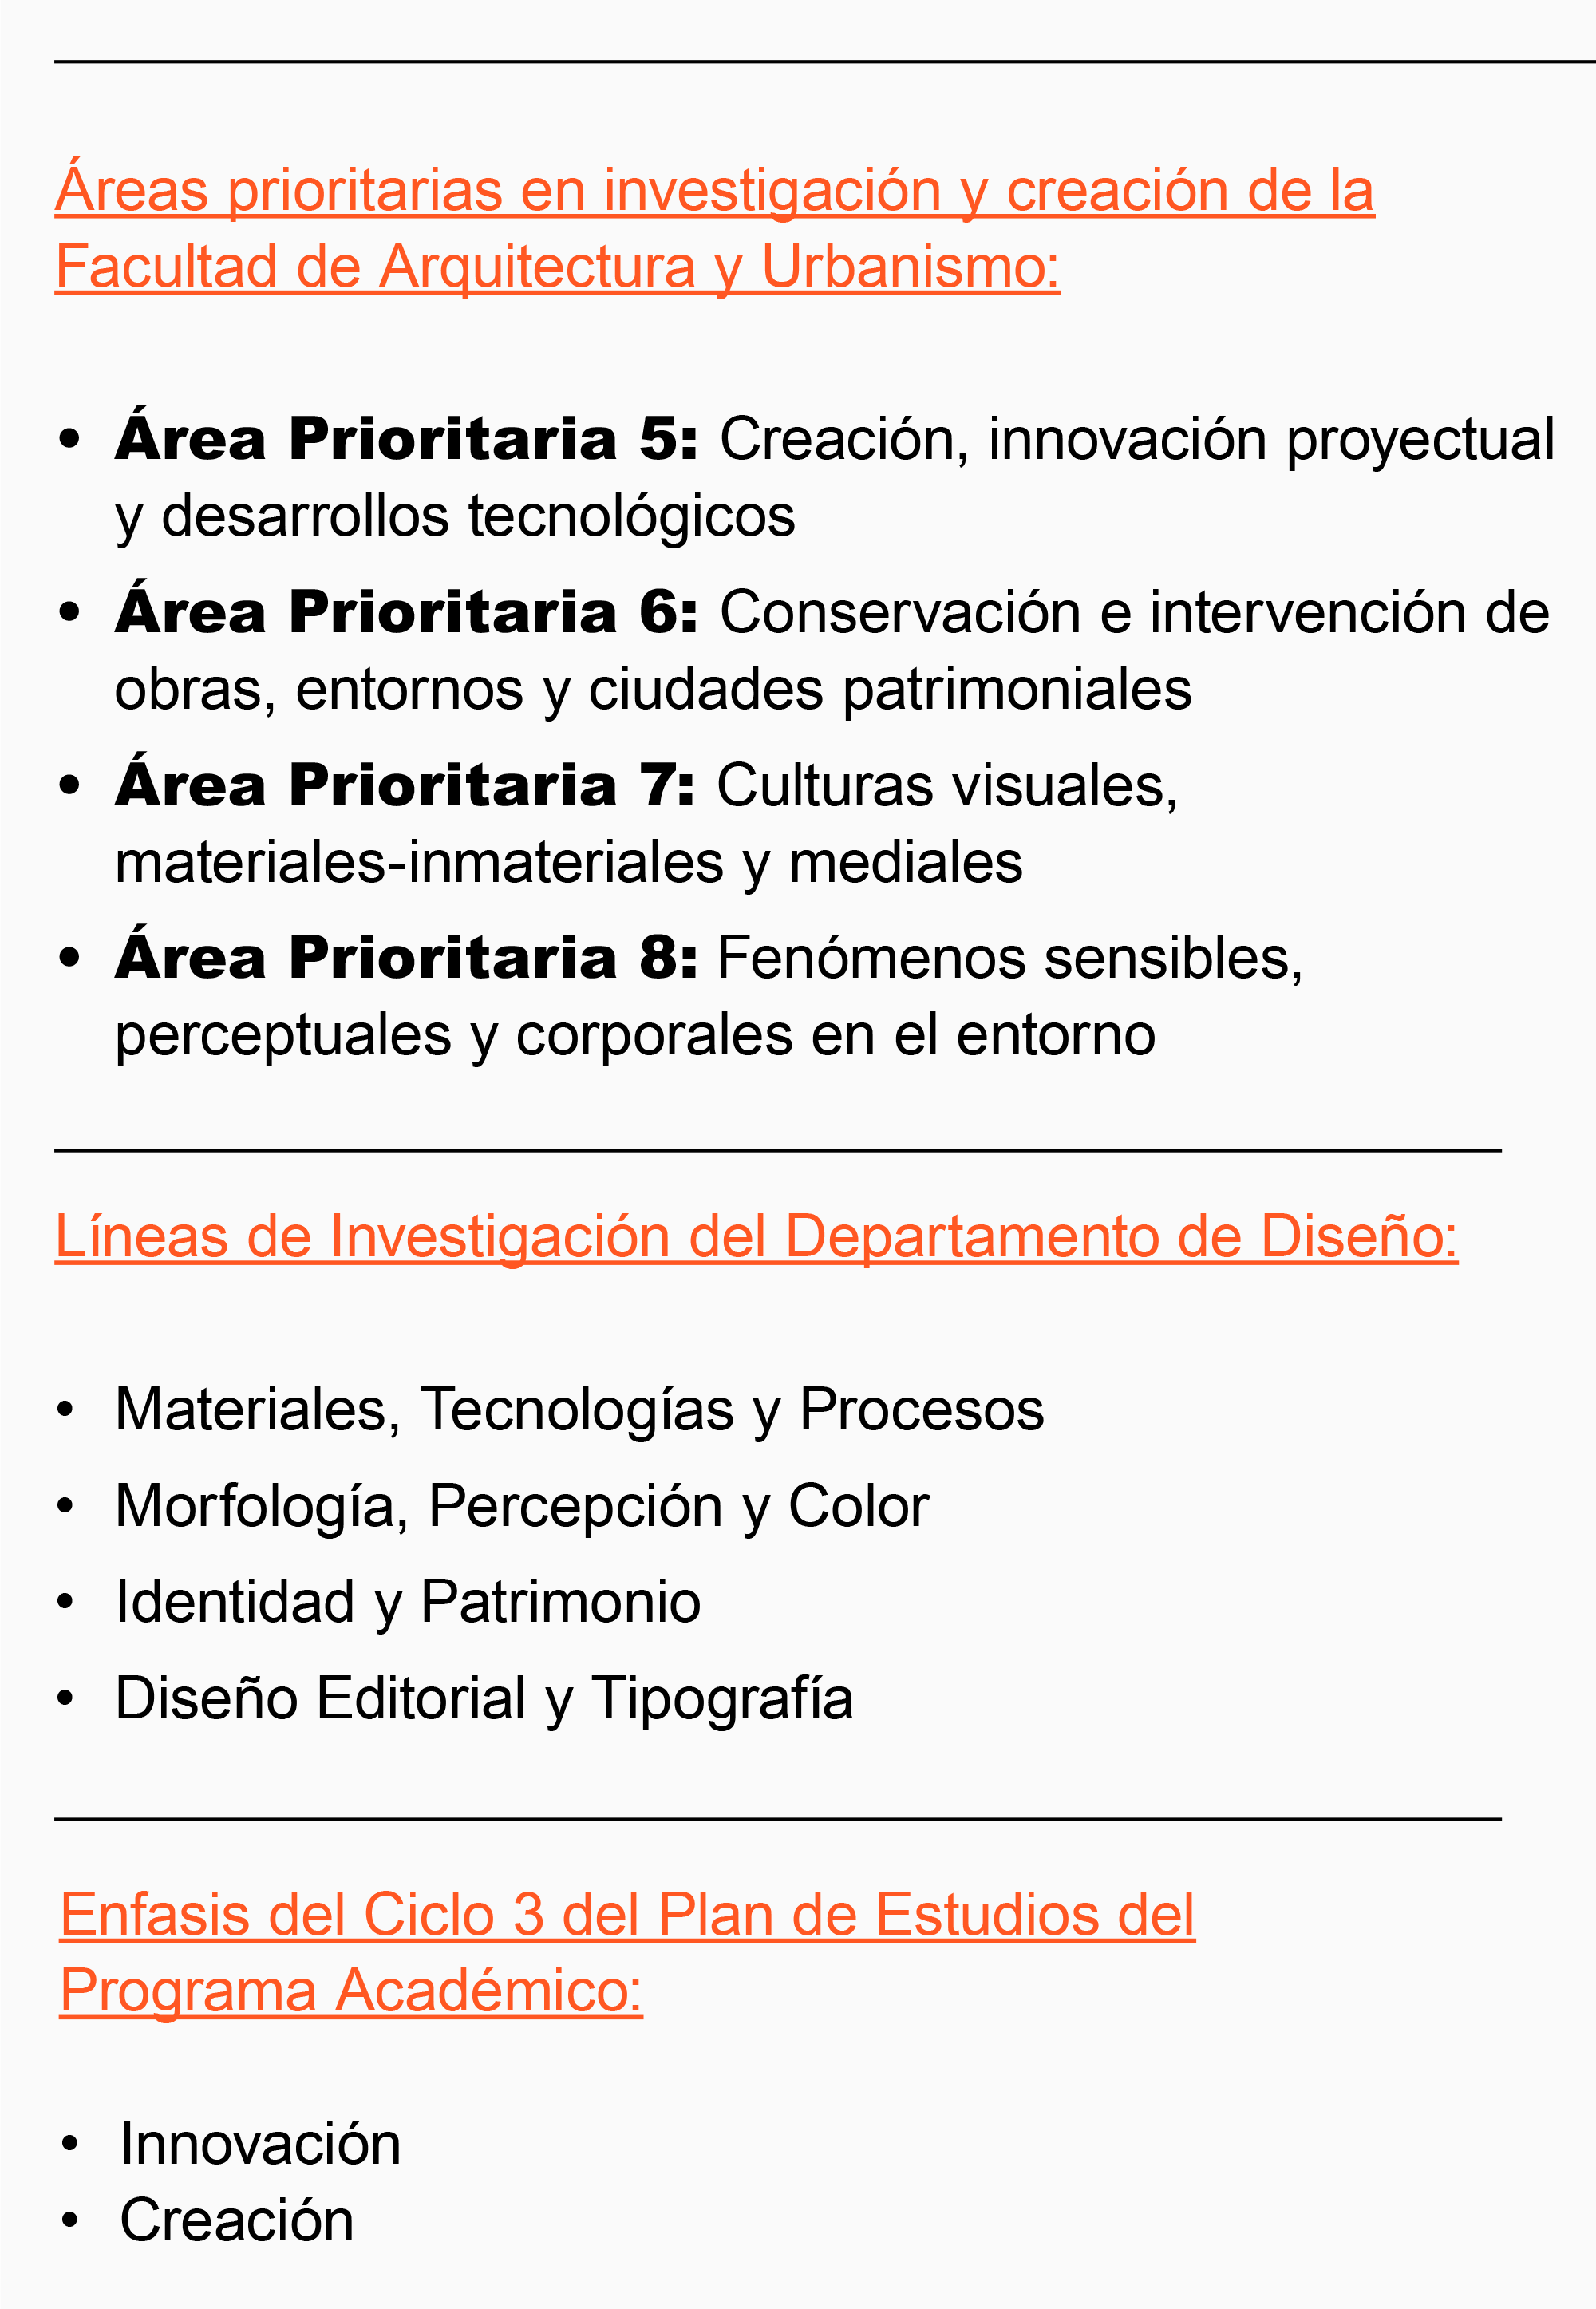 Áreas prioritarias en investigación y creación de la
Facultad de Arquitectura y Urbanismo:
• Área Prioritaria 5: Creación, innovación proyectual
y desarrollos tecnológicos
• Área Prioritaria 6: Conservación e intervención de
obras, entornos y ciudades patrimoniales
• Área Prioritaria 7: Culturas visuales,
materiales-inmateriales y mediales
• Área Prioritaria 8: Fenómenos sensibles,
perceptuales y corporales en el entorno
Líneas de Investigación del Departamento de Diseño:
• Materiales, Tecnologías y Procesos
• Morfología, Percepción y Color
• Identidad y Patrimonio
• Diseño Editorial y Tipografía
Enfasis del Ciclo 3 del Plan de Estudios del
Programa Académico:
• Innovación
• Creación